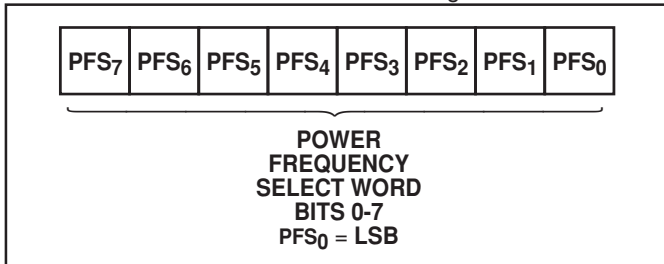 PFS₇ PFS₆ PFS₅ PFS₄ PFS₃ PFS₂ PFS₁ PFS₀
POWER
FREQUENCY
SELECT WORD
BITS 0-7
PFS₀ = LSB